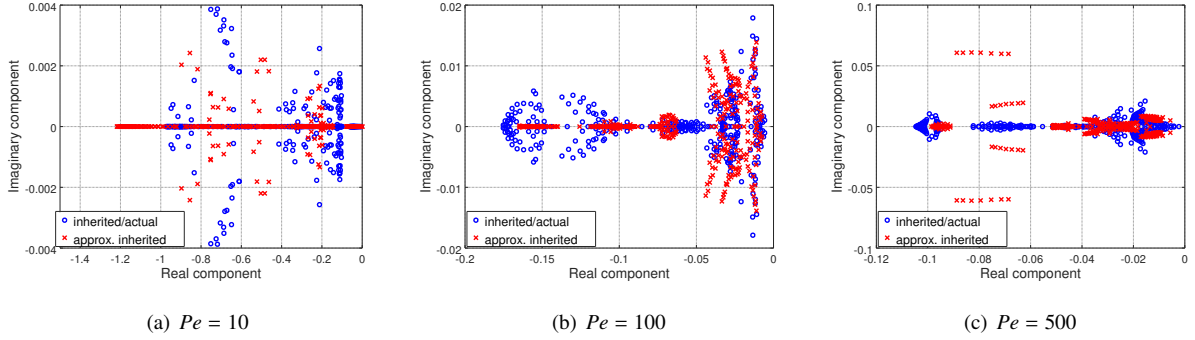 0.004
0.002
0
-0.002
-0.004
Imaginary component
-1.4 -1.2 -1 -0.8 -0.6 -0.4 -0.2 0
Real component
inherited/actual
approx. inherited
(a) Pe = 10
0.02
0.01
0
-0.01
-0.02
Imaginary component
-0.2 -0.15 -0.1 -0.05 0
Real component
inherited/actual
approx. inherited
(b) Pe = 100
0.1
0.05
0
-0.05
-0.1
Imaginary component
-0.12 -0.1 -0.08 -0.06 -0.04 -0.02 0
Real component
inherited/actual
approx. inherited
(c) Pe = 500